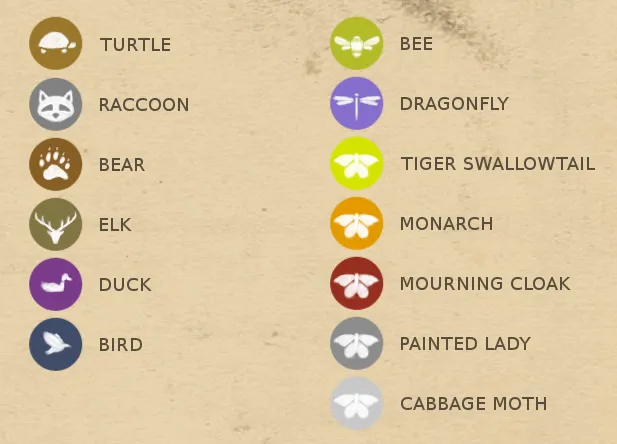 TURTLE
RACCOON
BEAR
ELK
DUCK
BIRD
BEE
DRAGONFLY
TIGER SWALLOWTAIL
MONARCH
MOURNING CLOAK
PAINTED LADY
CABBAGE MOTH